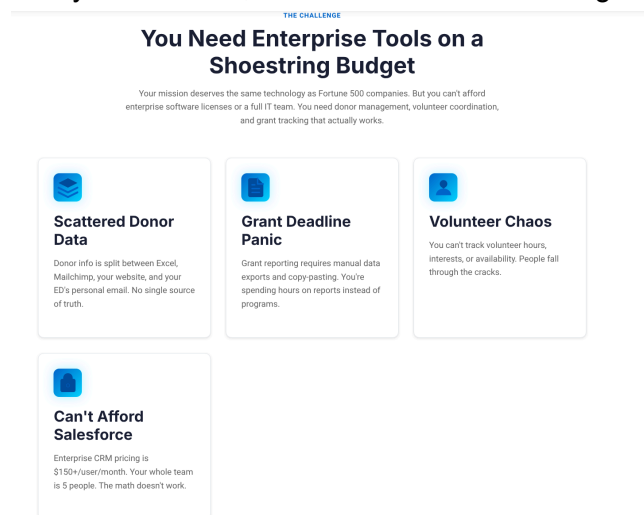 THE CHALLENGE
You Need Enterprise Tools on a
Shoestring Budget
Your mission deserves the same technology as Fortune 500 companies. But you can't afford
enterprise software licenses or a full IT team. You need donor management, volunteer coordination,
and grant tracking that actually works.
Scattered Donor
Data
Donor info is split between Excel,
Mailchimp, your website, and your
ED's personal email. No single source
of truth.
Grant Deadline
Panic
Grant reporting requires manual data
exports and copy-pasting. You're
spending hours on reports instead of
programs.
Volunteer Chaos
You can't track volunteer hours,
interests, or availability. People fall
through the cracks.
Can't Afford
Salesforce
Enterprise CRM pricing is
$150+/user/month. Your whole team
is 5 people. The math doesn't work.